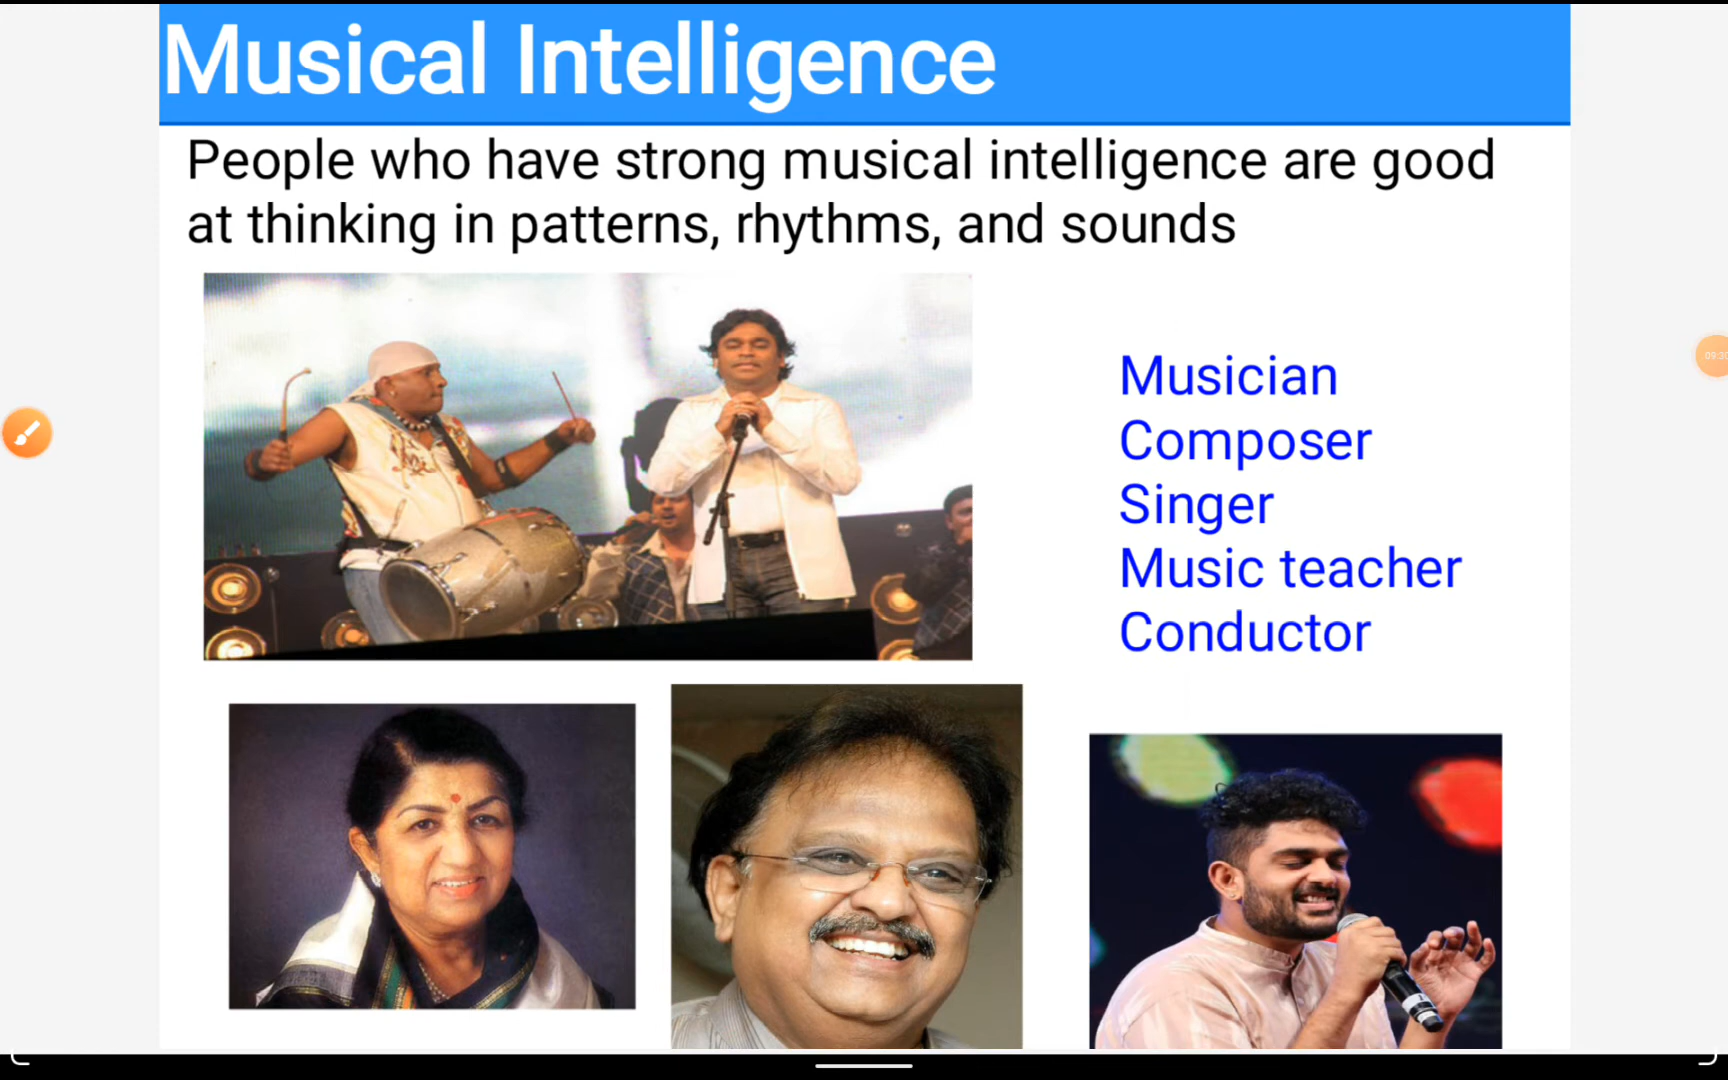 Musical Intelligence
People who have strong musical intelligence are good
at thinking in patterns, rhythms, and sounds
Musician
Composer
Singer
Music teacher
Conductor